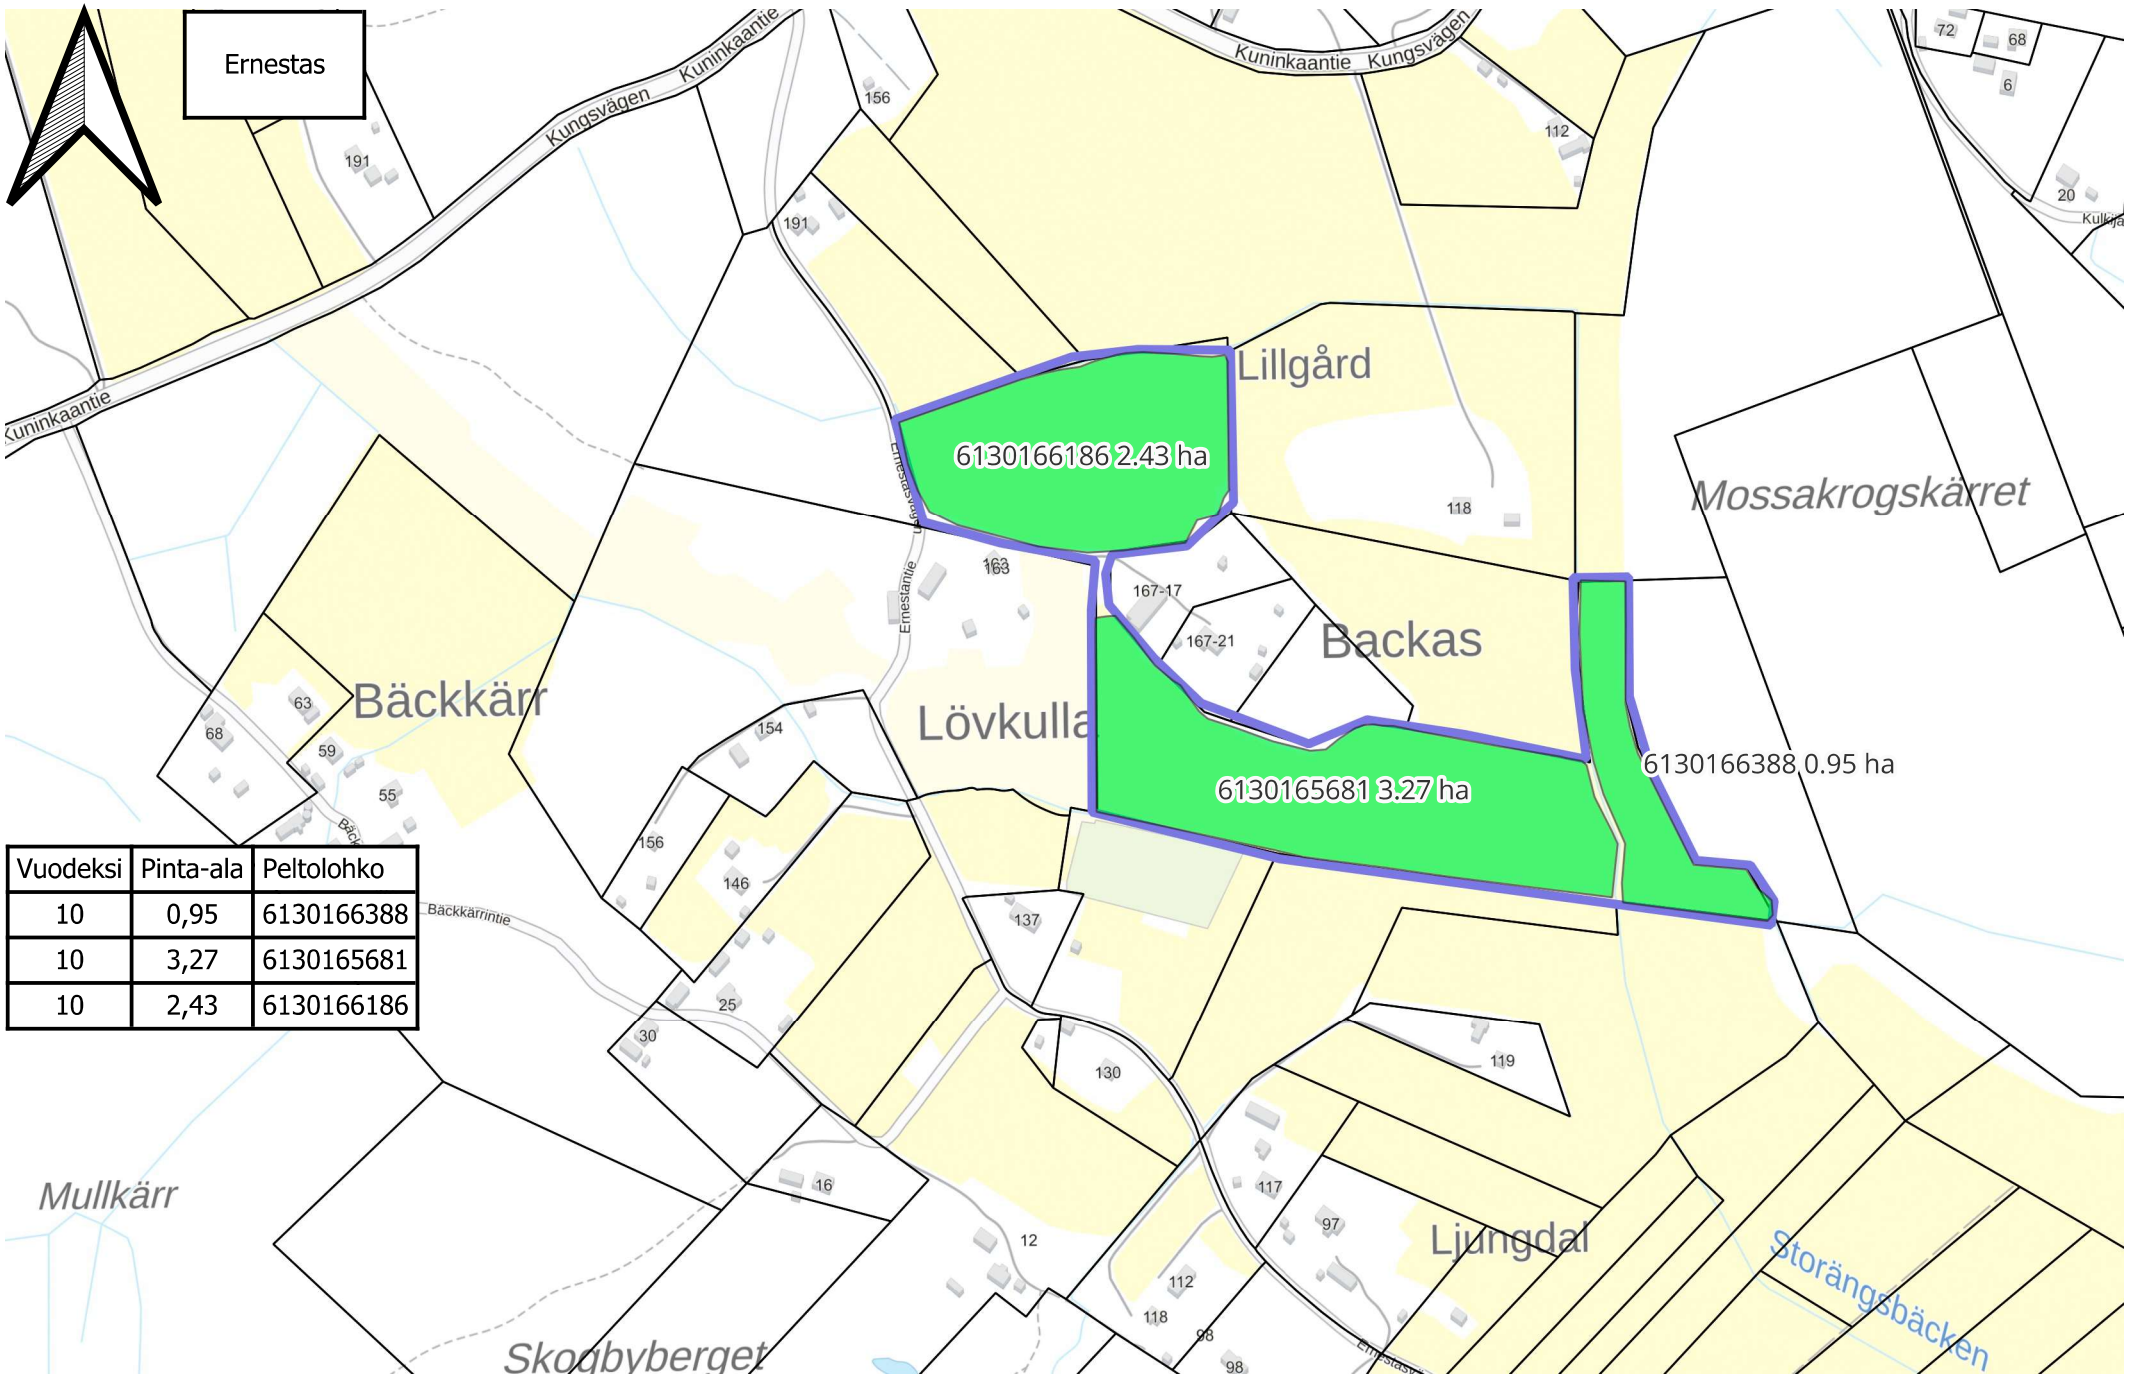 Ernestas
Kuninkaantie
Kungsvägen
Kuninkaantie
Kungsvägen
72
68
6
20
156
112
191
191
Lillgård
Kuninkaantie
6130166186 2.43 ha
Mossakrogskärret
118
163
163
Ernestantie
167-17
167-21
Backas
63
Bäckkärr
68
59
154
Lövkulla
6130166388 0.95 ha
6130165681 3.27 ha
55
156
146
Vuodeksi Pinta-ala Peltolohko
10 0,95 6130166388
10 3,27 6130165681
10 2,43 6130166186
Bäckkärrintie
137
25
30
119
130
Mullkärr
16
117
97
12
Ljungdal
Storängsbäcken
112
118
98
98
Skogbyberget